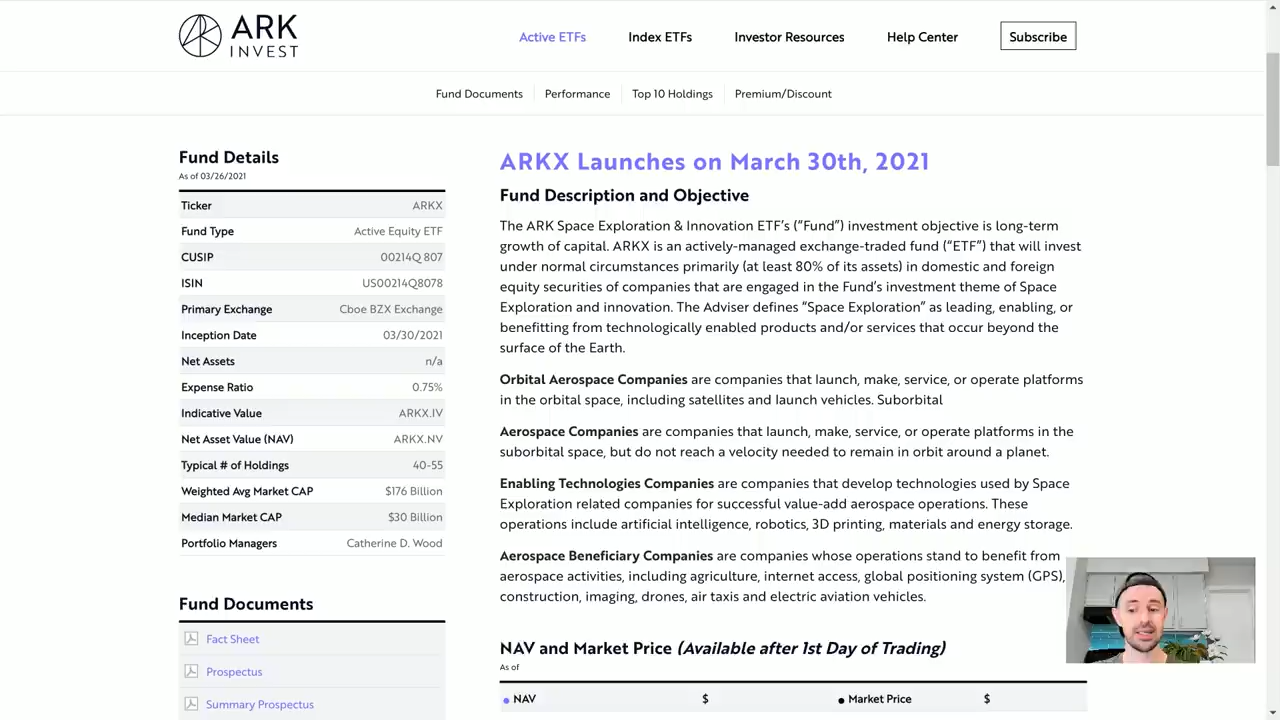 ARK
INVEST
Active ETFs
Index ETFs
Investor Resources
Help Center
Subscribe
Fund Documents
Performance
Top 10 Holdings
Premium/Discount
Fund Details
As of 03/26/2021
Ticker ARKX
Fund Type Active Equity ETF
CUSIP 00214Q 807
ISIN US00214Q8078
Primary Exchange Cboe BZX Exchange
Inception Date 03/30/2021
Net Assets n/a
Expense Ratio 0.75%
Indicative Value ARKX.IV
Net Asset Value (NAV) ARKX.NV
Typical # of Holdings 40-55
Weighted Avg Market CAP $176 Billion
Median Market CAP $30 Billion
Portfolio Managers Catherine D. Wood
Fund Documents
Fact Sheet
Prospectus
Summary Prospectus
ARKX Launches on March 30th, 2021
Fund Description and Objective
The ARK Space Exploration & Innovation ETF's (“Fund”) investment objective is long-term
growth of capital. ARKX is an actively-managed exchange-traded fund (“ETF”) that will invest
under normal circumstances primarily (at least 80% of its assets) in domestic and foreign
equity securities of companies that are engaged in the Fund's investment theme of Space
Exploration and innovation. The Adviser defines “Space Exploration” as leading, enabling, or
benefitting from technologically enabled products and/or services that occur beyond the
surface of the Earth.
Orbital Aerospace Companies are companies that launch, make, service, or operate platforms
in the orbital space, including satellites and launch vehicles. Suborbital
Aerospace Companies are companies that launch, make, service, or operate platforms in the
suborbital space, but do not reach a velocity needed to remain in orbit around a planet.
Enabling Technologies Companies are companies that develop technologies used by Space
Exploration related companies for successful value-add aerospace operations. These
operations include artificial intelligence, robotics, 3D printing, materials and energy storage.
Aerospace Beneficiary Companies are companies whose operations stand to benefit from
aerospace activities, including agriculture, internet access, global positioning system (GPS),
construction, imaging, drones, air taxis and electric aviation vehicles.
NAV and Market Price (Available after 1st Day of Trading)
As of
NAV $ Market Price $